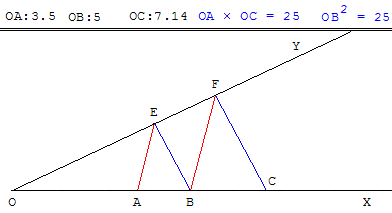 OA:3.5 OB:5 OC:7.14 OA × OC = 25 OB² = 25
Y
F
E
C
O A B X